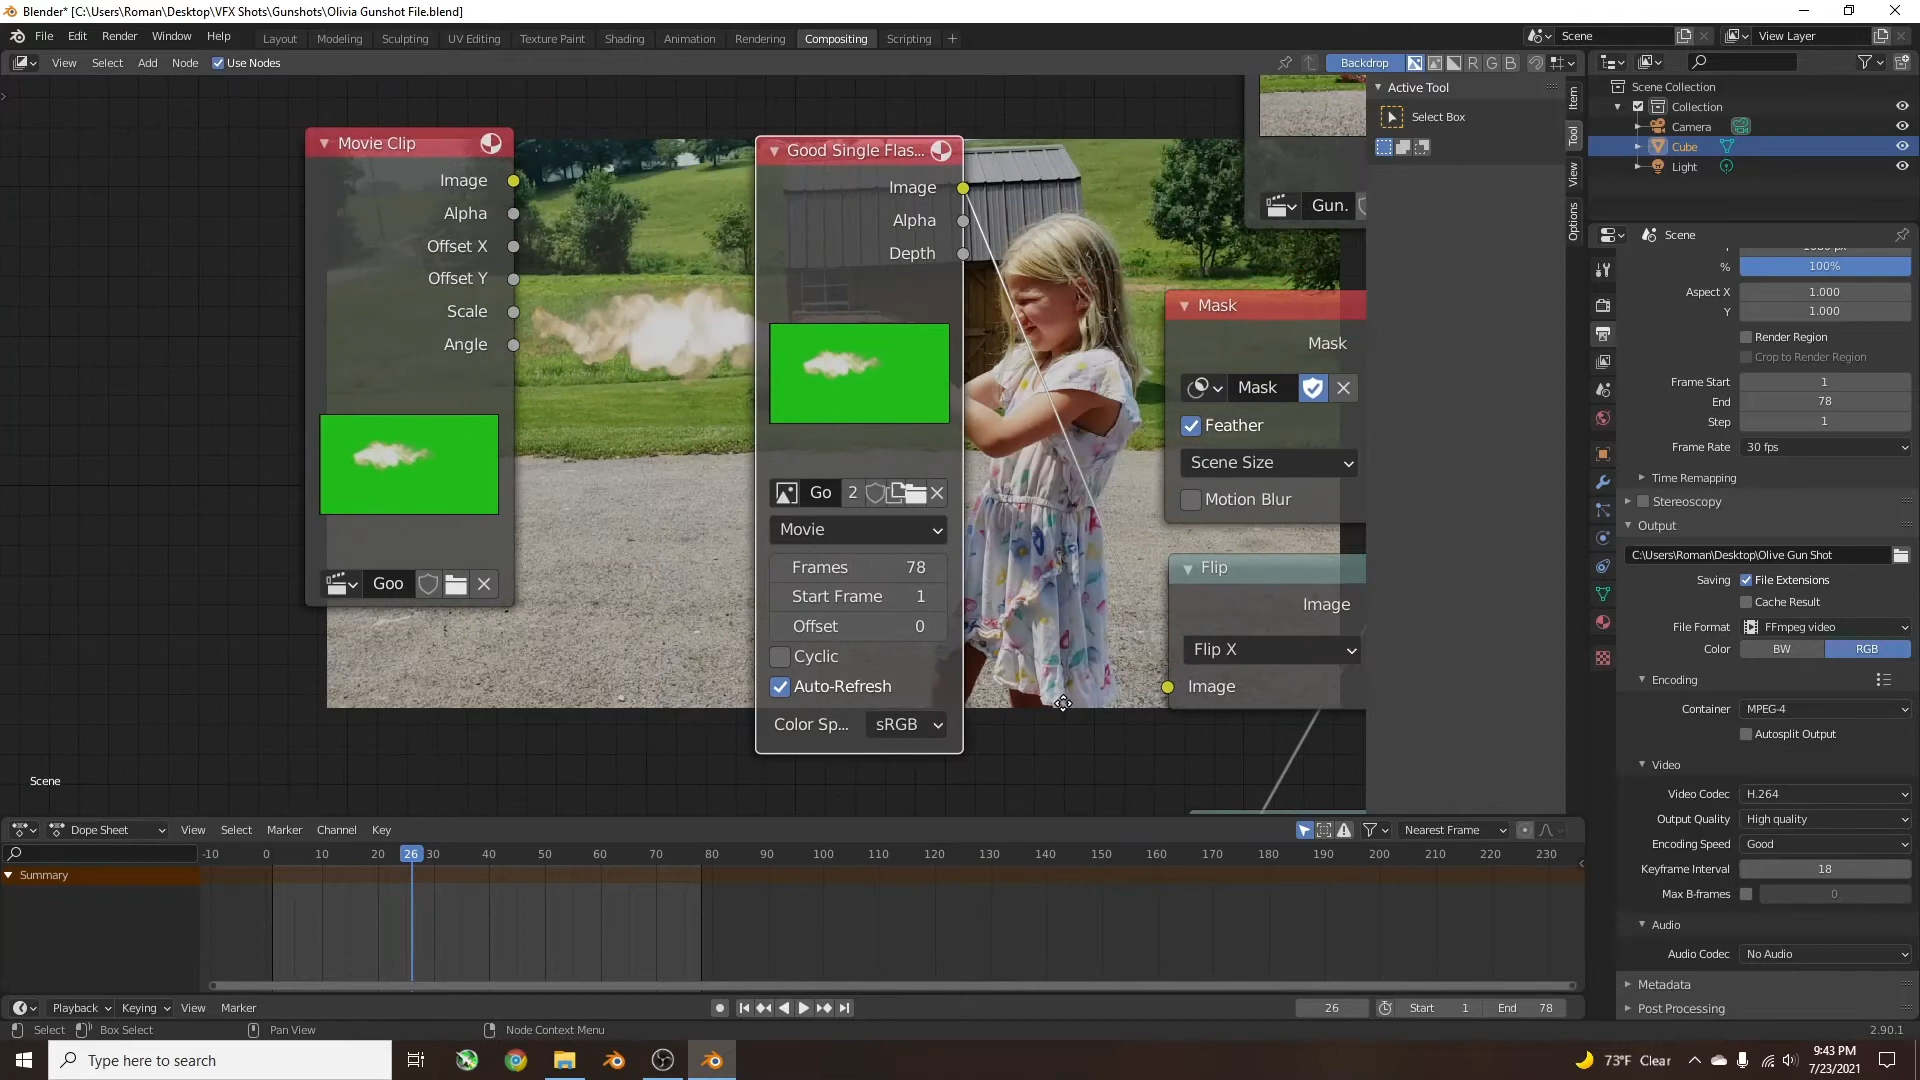 Blender* [C:\Users\Roman\Desktop\VFX Shots\Gunshots\Olivia Gunshot File.blend]
File Edit Render Window Help Layout Modeling Sculpting UV Editing Texture Paint Shading Animation Rendering Compositing Scripting + Scene View Layer
View Select Add Node Use Nodes Backdrop R G B
Active Tool
Select Box
Item
Tool
View
Options
Movie Clip
Image
Alpha
Offset X
Offset Y
Scale
Angle
Goo
Good Single Flas...
Image
Alpha
Depth
Go 2
Movie
Frames 78
Start Frame 1
Offset 0
Cyclic
Auto-Refresh
Color Sp... sRGB
Gun.
Mask
Mask
Mask
Feather
Scene Size
Motion Blur
Flip
Image
Flip X
Image
Scene
Scene Collection
Collection
Camera
Cube
Light
Scene
% 100%
Aspect X 1.000
Y 1.000
Render Region
Crop to Render Region
Frame Start 1
End 78
Step 1
Frame Rate 30 fps
Time Remapping
Stereoscopy
Output
C:\Users\Roman\Desktop\Olive Gun Shot
Saving File Extensions
Cache Result
File Format FFmpeg video
Color BW RGB
Encoding
Container MPEG-4
Autosplit Output
Video
Video Codec H.264
Output Quality High quality
Encoding Speed Good
Keyframe Interval 18
Max B-frames 0
Audio
Audio Codec No Audio
Metadata
Post Processing
Dope Sheet View Select Marker Channel Key Nearest Frame
-10 0 10 20 26 30 40 50 60 70 80 90 100 110 120 130 140 150 160 170 180 190 200 210 220 230
Summary
Playback Keying View Marker 26 Start 1 End 78
Select Box Select Pan View Node Context Menu 2.90.1
Type here to search 73°F Clear 9:43 PM
7/23/2021